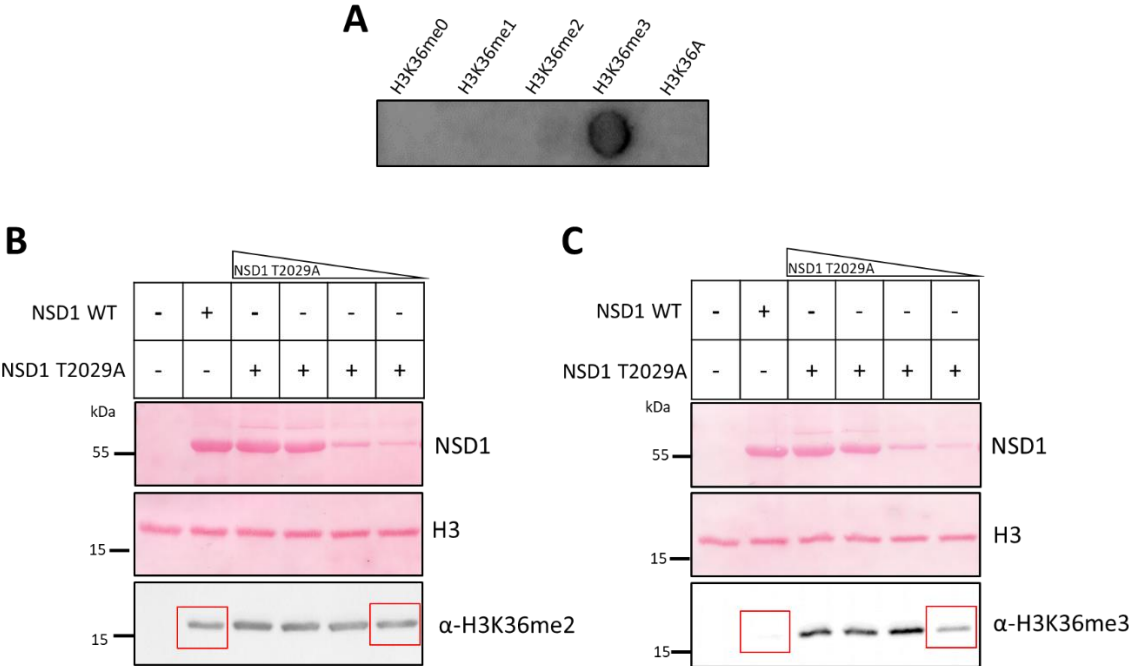 A
H3K36me0 H3K36me1 H3K36me2 H3K36me3 H3K36A
B
NSD1 T2029A
NSD1 WT - + - - - -
NSD1 T2029A - - + + + +
kDa
55 NSD1
15 H3
15 α-H3K36me2
C
NSD1 T2029A
NSD1 WT - + - - - -
NSD1 T2029A - - + + + +
kDa
55 NSD1
15 H3
15 α-H3K36me3